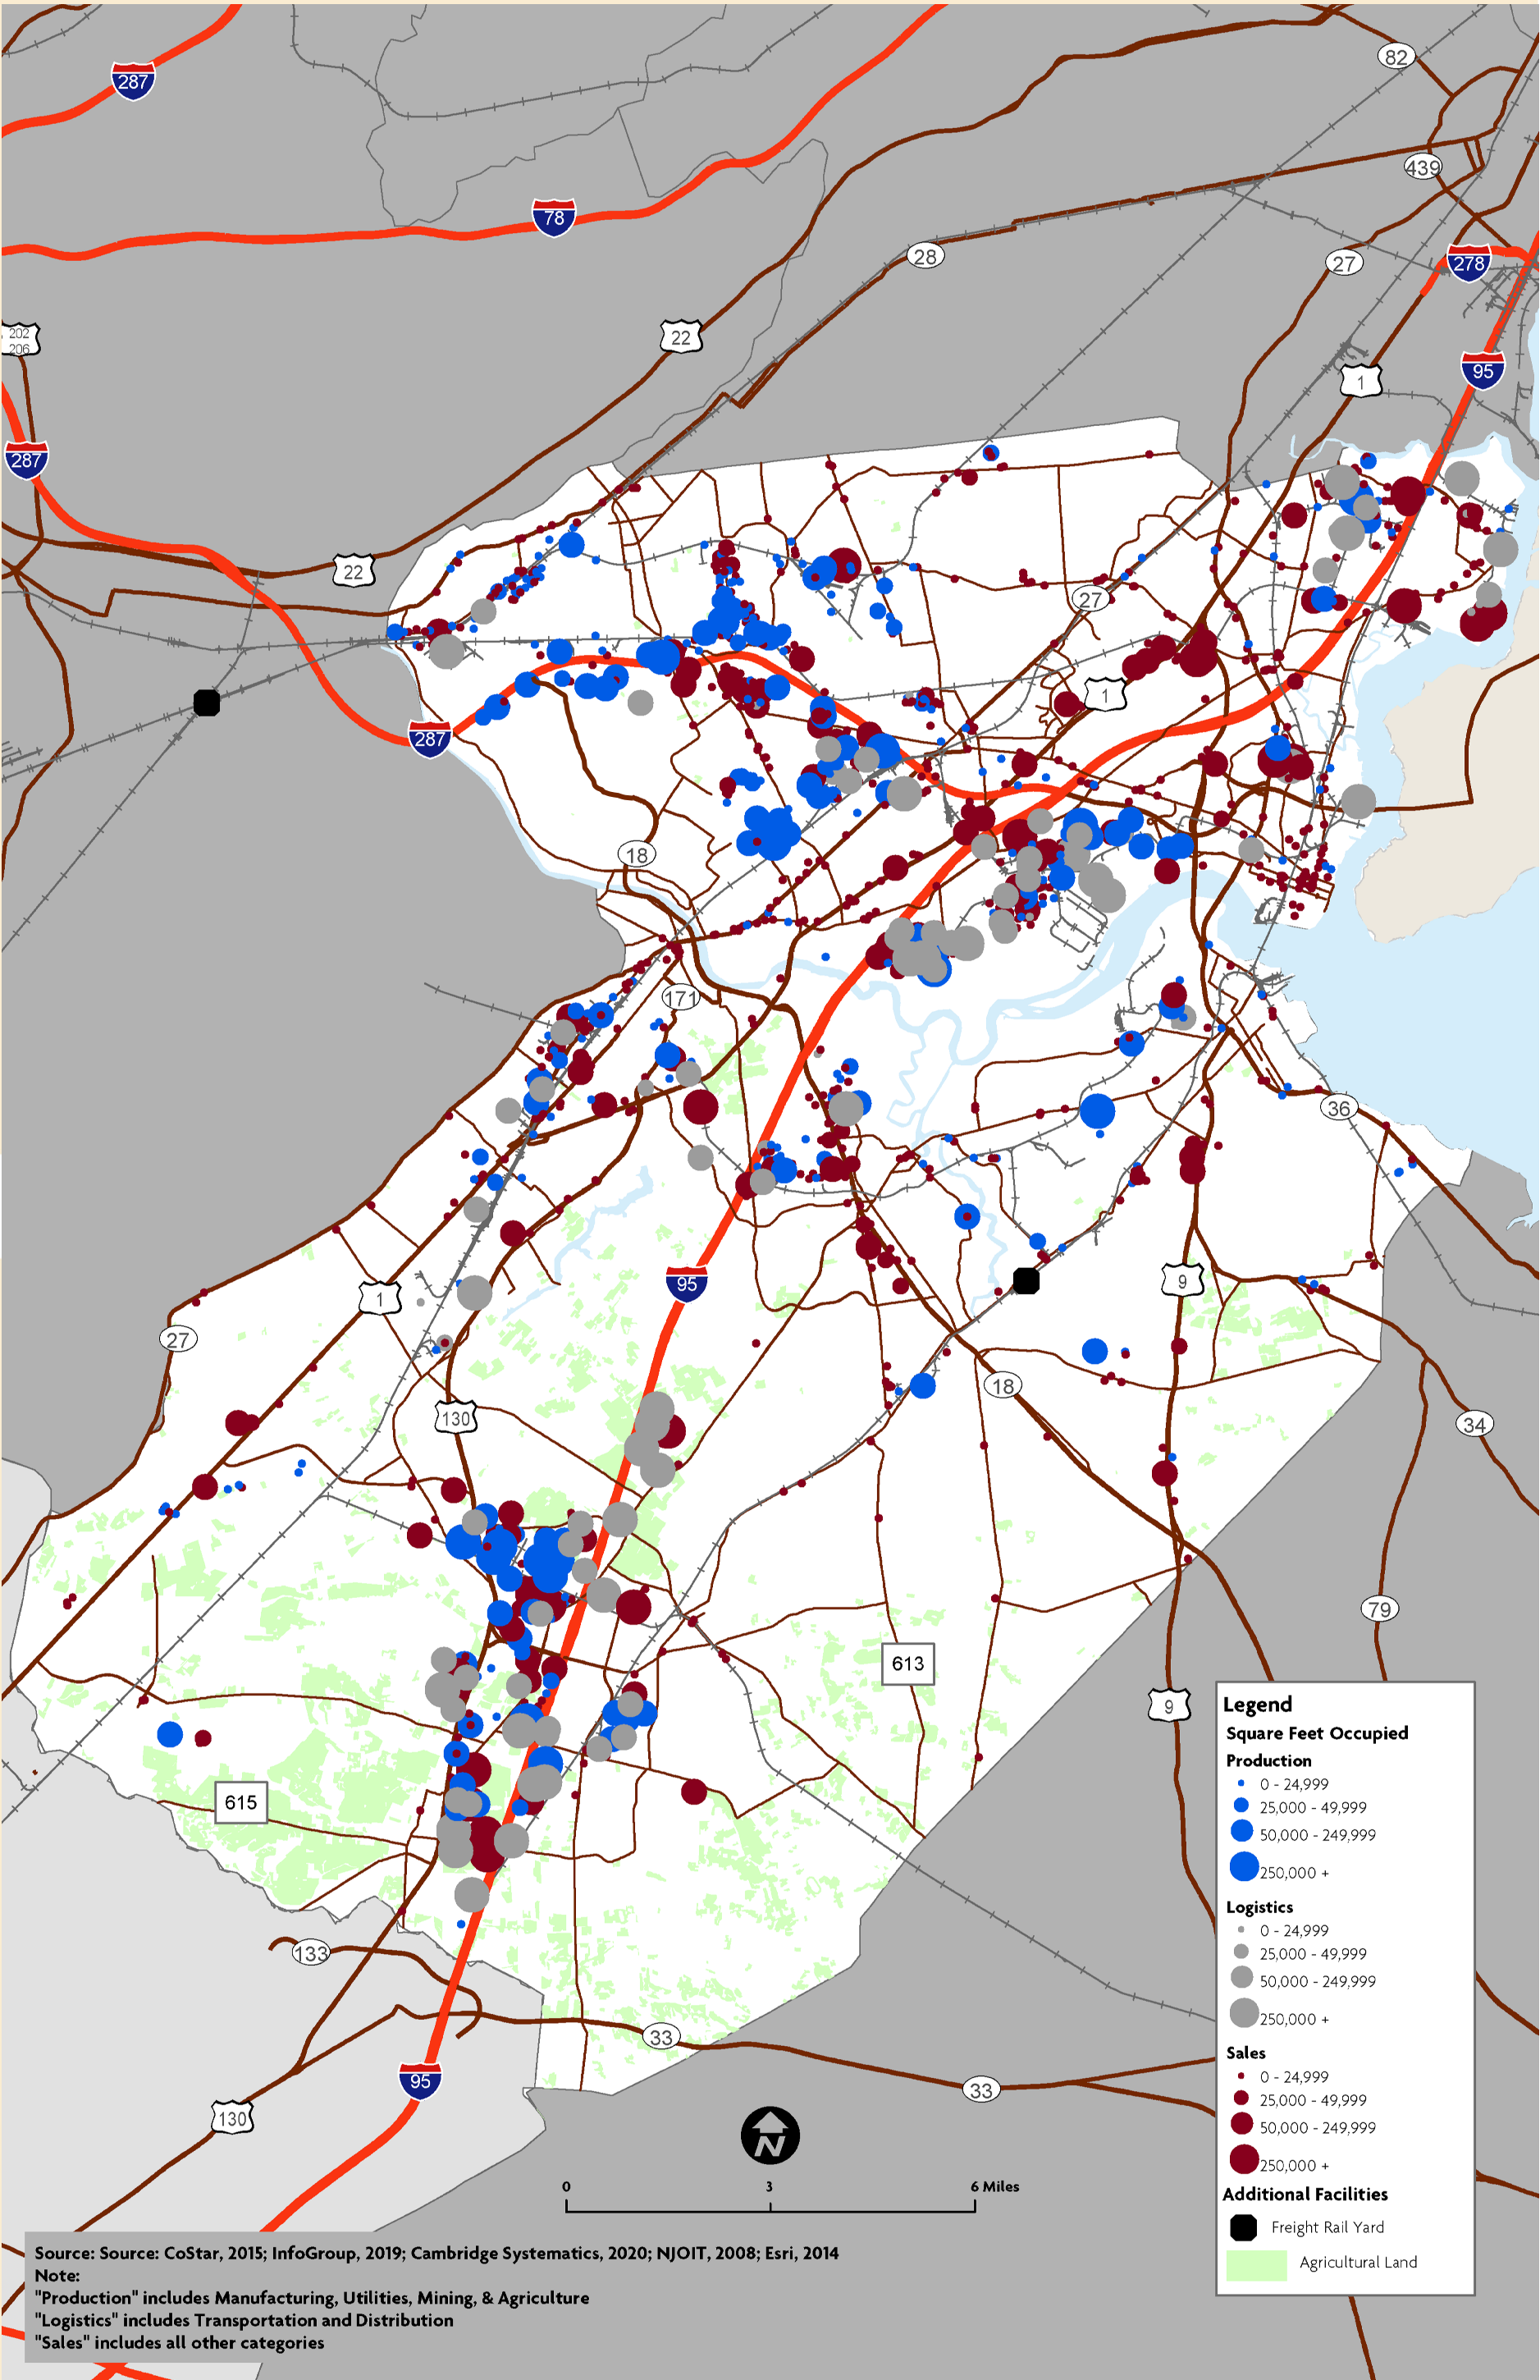 287
82
439
78
28
27
278
202
206
22
95
1
287
22
27
1
287
18
171
36
95
9
1
27
18
130
34
79
613
9
615
133
33
95
33
130
N
0 3 6 Miles
Legend
Square Feet Occupied
Production
0 - 24,999
25,000 - 49,999
50,000 - 249,999
250,000 +
Logistics
0 - 24,999
25,000 - 49,999
50,000 - 249,999
250,000 +
Sales
0 - 24,999
25,000 - 49,999
50,000 - 249,999
250,000 +
Additional Facilities
Freight Rail Yard
Agricultural Land
Source: Source: CoStar, 2015; InfoGroup, 2019; Cambridge Systematics, 2020; NJOIT, 2008; Esri, 2014
Note:
"Production" includes Manufacturing, Utilities, Mining, & Agriculture
"Logistics" includes Transportation and Distribution
"Sales" includes all other categories